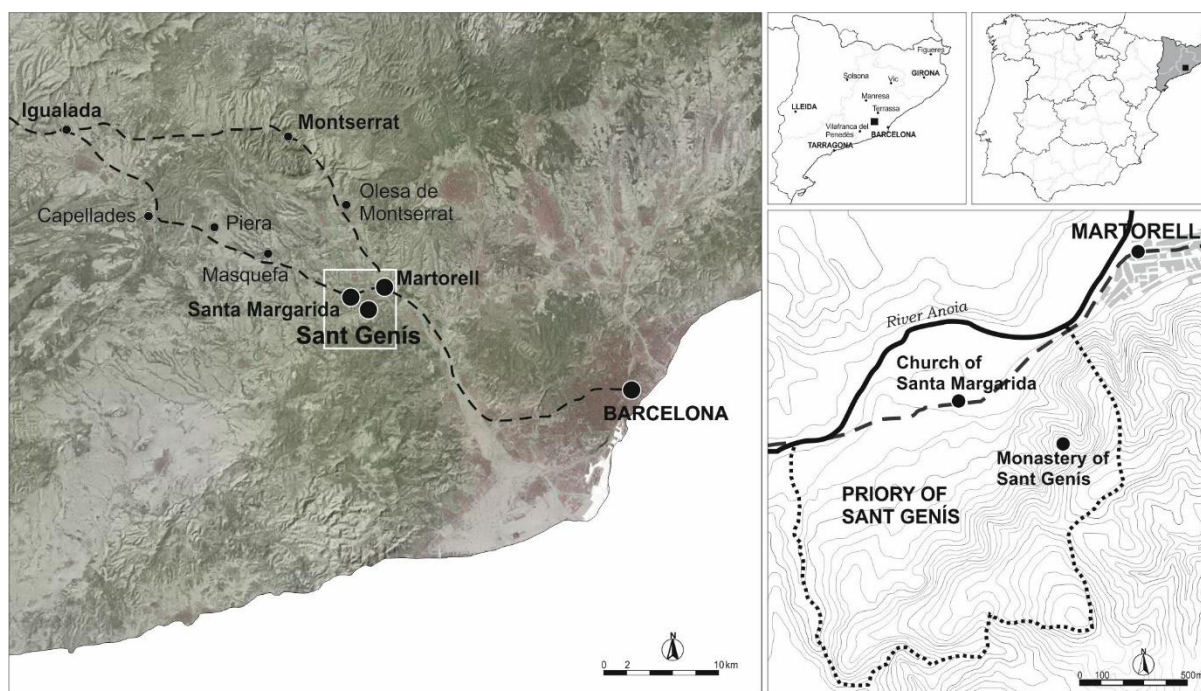 Igualada
Montserrat
Capellades
Piera
Olesa de
Montserrat
Masquefa
Martorell
Santa Margarida
Sant Genís
BARCELONA
N
0 2 10 km
Figueres
Solsona
Vic
GIRONA
Manresa
LLEIDA
Terrassa
Vilafranca del
Penedès
BARCELONA
TARRAGONA
MARTORELL
River Anoia
Church of
Santa Margarida
Monastery of
Sant Genís
PRIORY OF
SANT GENÍS
N
0 100 500m